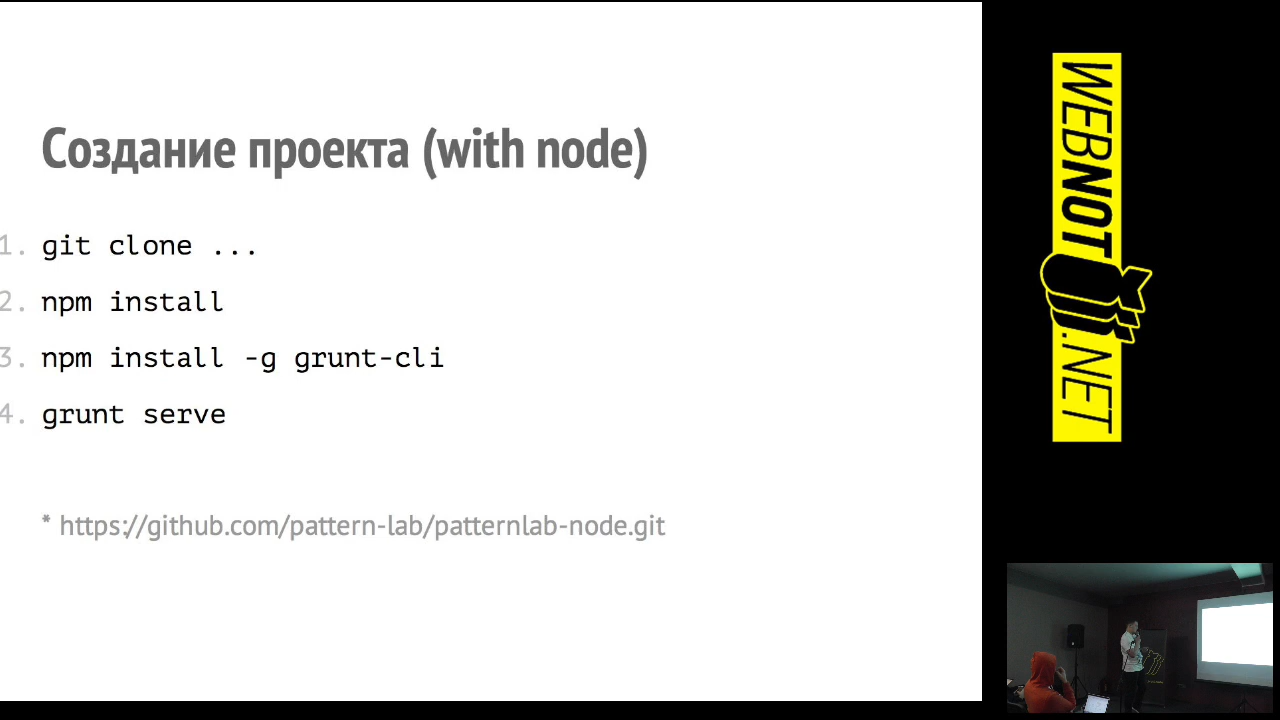 Создание проекта (with node)
1. git clone ...
2. npm install
3. npm install -g grunt-cli
4. grunt serve
* https://github.com/pattern-lab/patternlab-node.git
WEBNOT.NET